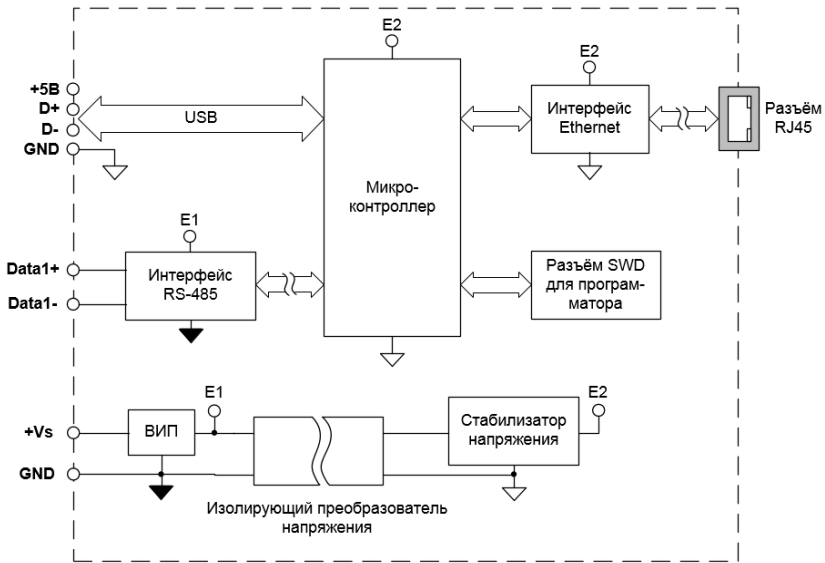 E2
E2
+5В
D+
USB
D-
GND
Интерфейс
Ethernet
Разъём
RJ45
Микро-
контроллер
E1
Data1+
Интерфейс
RS-485
Data1-
Разъём SWD
для програм-
матора
E1
E2
+Vs
ВИП
Стабилизатор
напряжения
GND
Изолирующий преобразователь
напряжения